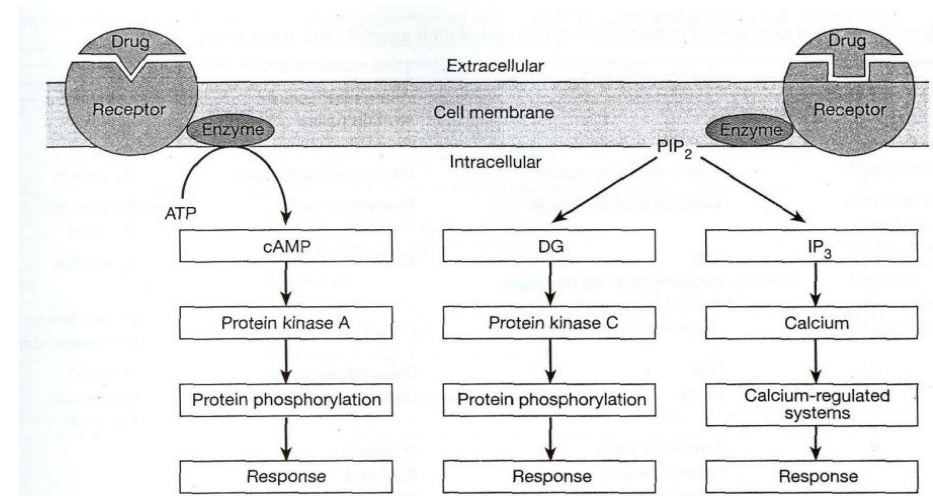 Drug
Receptor
Enzyme
Extracellular
Cell membrane
Intracellular
Drug
Receptor
Enzyme
PIP2
ATP
cAMP
DG
IP3
Protein kinase A
Protein kinase C
Calcium
Protein phosphorylation
Protein phosphorylation
Calcium-regulated
systems
Response
Response
Response